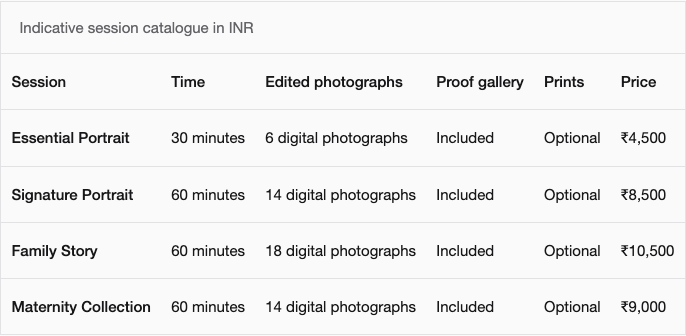 Indicative session catalogue in INR
Session Time Edited photographs Proof gallery Prints Price
Essential Portrait 30 minutes 6 digital photographs Included Optional ₹4,500
Signature Portrait 60 minutes 14 digital photographs Included Optional ₹8,500
Family Story 60 minutes 18 digital photographs Included Optional ₹10,500
Maternity Collection 60 minutes 14 digital photographs Included Optional ₹9,000